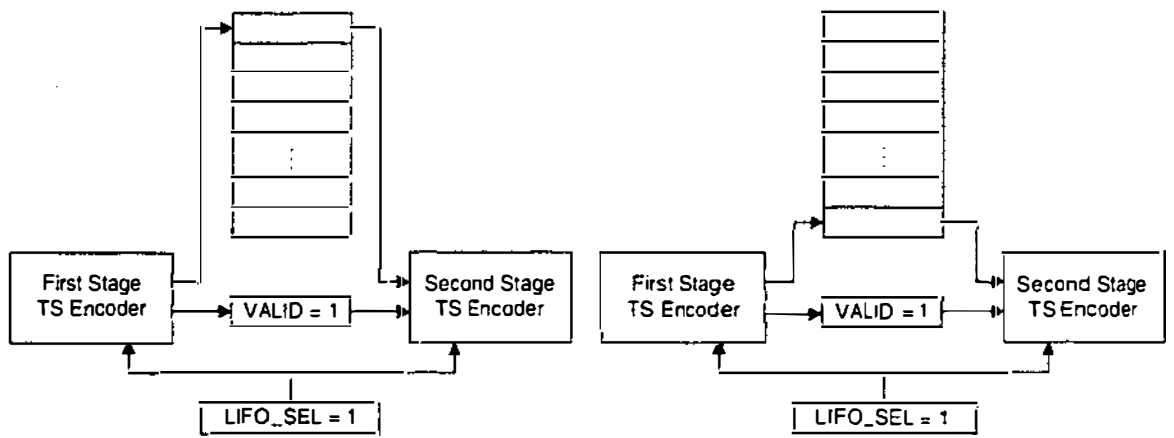 First Stage
TS Encoder
VALID = 1
Second Stage
TS Encoder
LIFO_SEL = 1
First Stage
TS Encoder
VALID = 1
Second Stage
TS Encoder
LIFO_SEL = 1